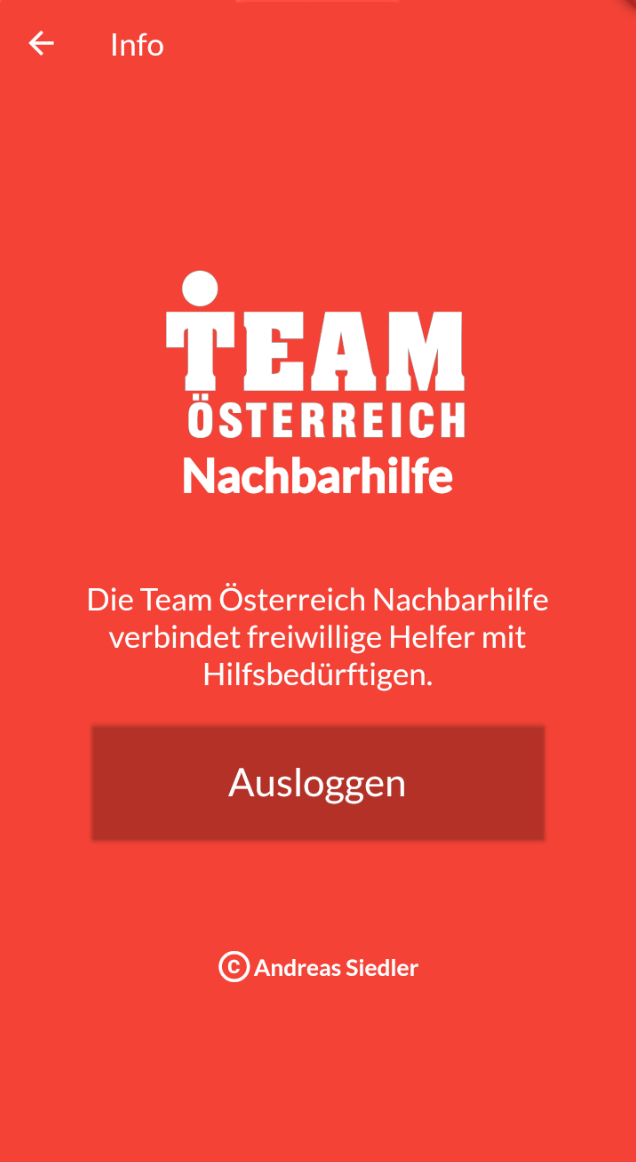 Info
TEAM
ÖSTERREICH
Nachbarhilfe
Die Team Österreich Nachbarhilfe
verbindet freiwillige Helfer mit
Hilfsbedürftigen.
Ausloggen
© Andreas Siedler